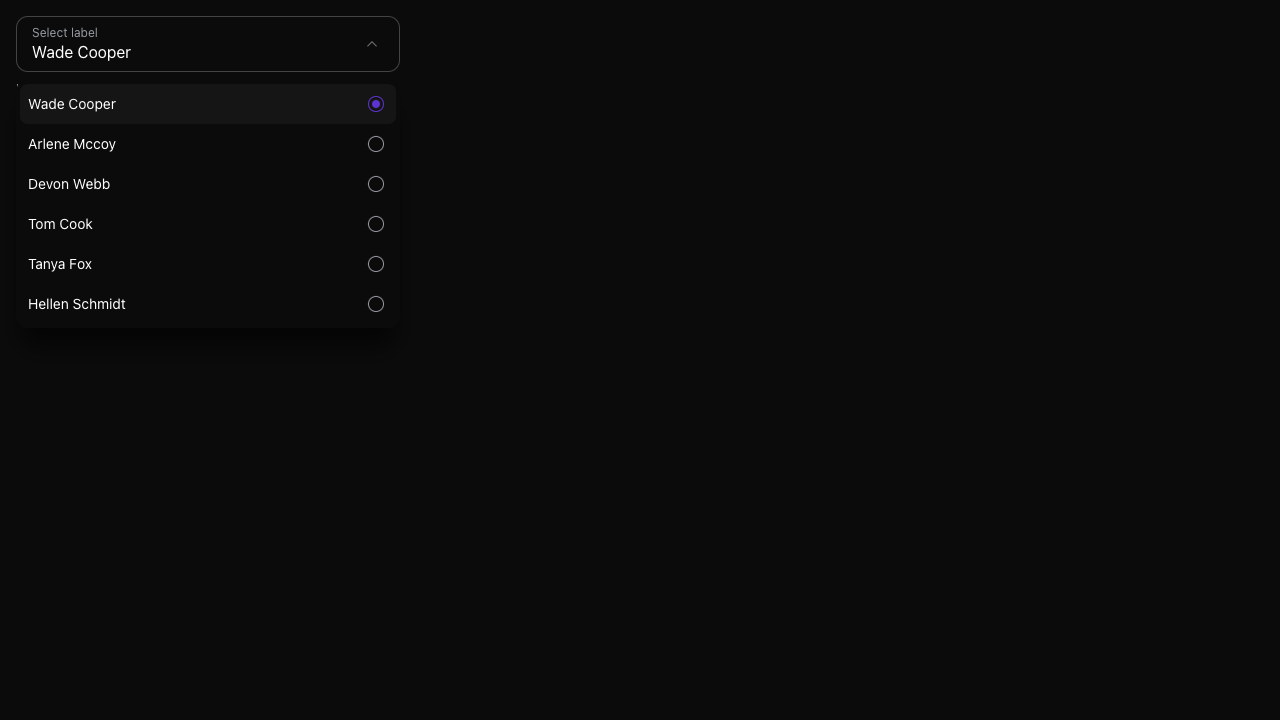 Select label
Wade Cooper
Wade Cooper
Arlene Mccoy
Devon Webb
Tom Cook
Tanya Fox
Hellen Schmidt